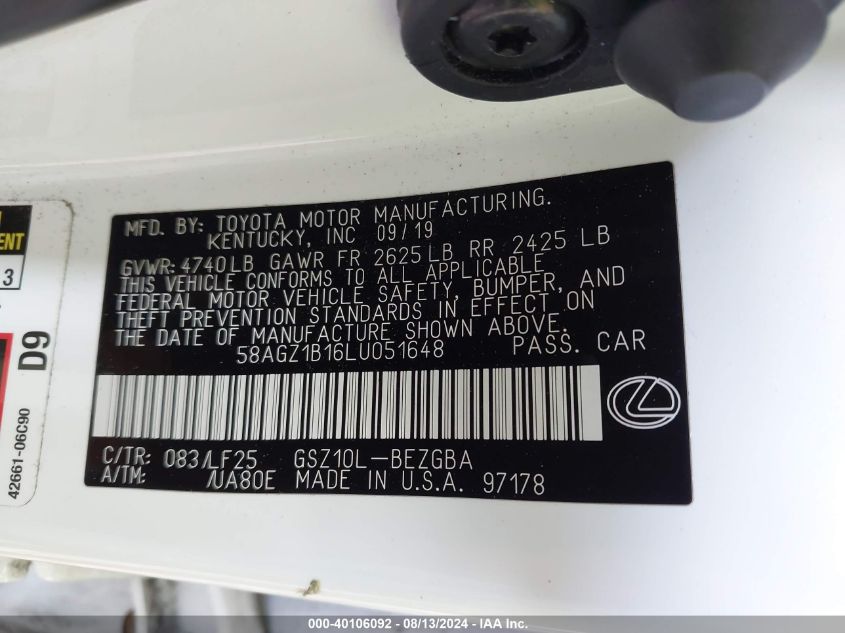 MFD. BY: TOYOTA MOTOR MANUFACTURING.
KENTUCKY, INC 09/19
GVWR: 4740LB GAWR FR 2625LB RR 2425 LB
THIS VEHICLE CONFORMS TO ALL APPLICABLE
FEDERAL MOTOR VEHICLE SAFETY, BUMPER, AND
THEFT PREVENTION STANDARDS IN EFFECT ON
THE DATE OF MANUFACTURE SHOWN ABOVE.
58AGZ1B16LU051648 PASS. CAR
C/TR: 083/LF25 GSZ10L-BEZGBA
A/TM: /UA80E MADE IN U.S.A. 97178
3
D9
42661-06C90
000-40106092 - 08/13/2024 - IAA Inc.